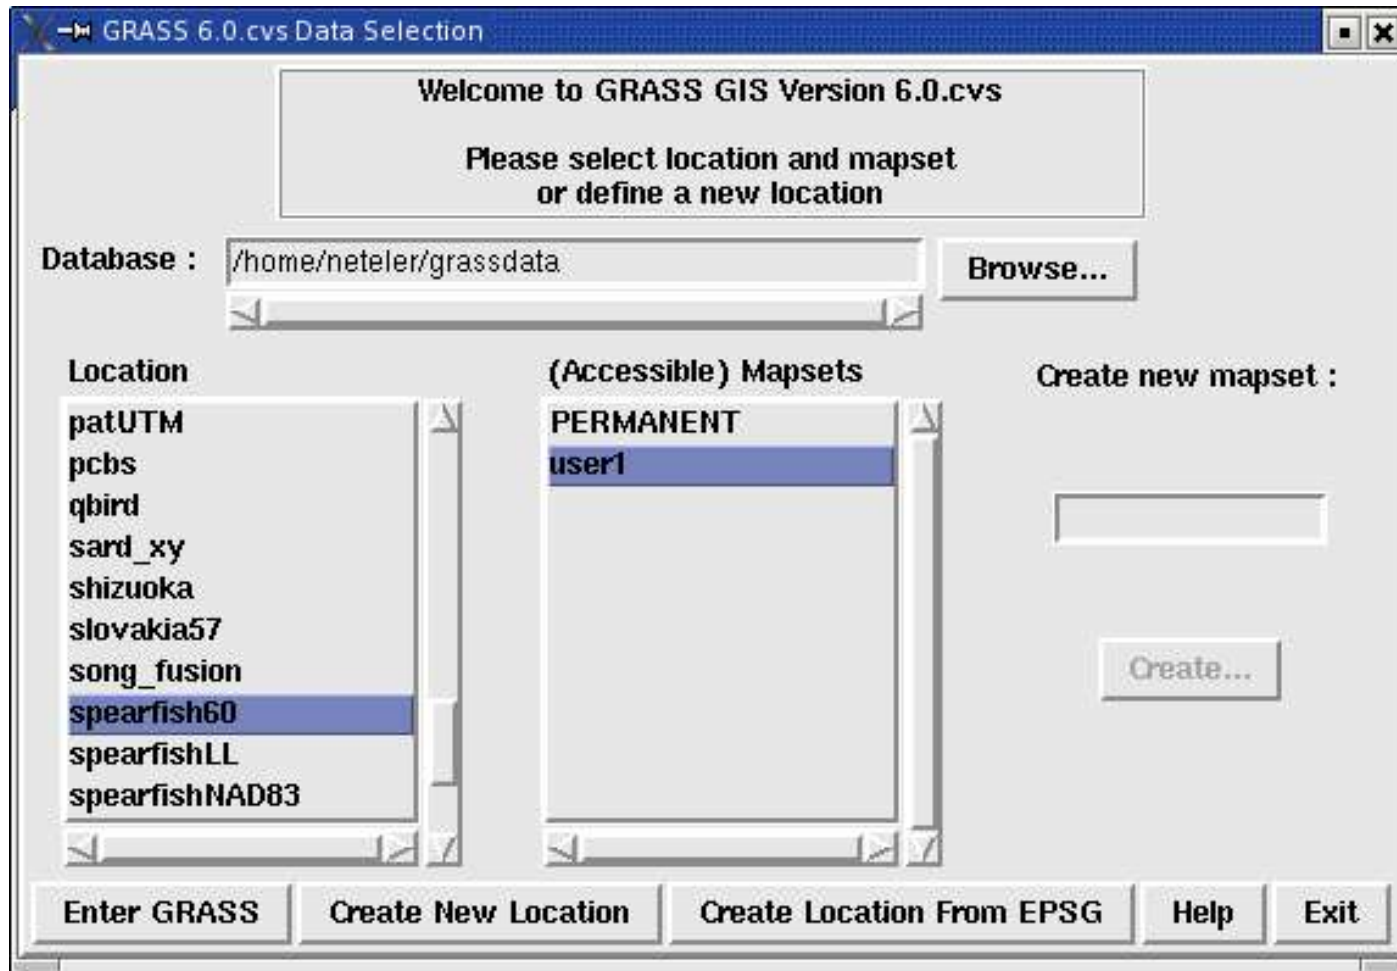 GRASS 6.0.cvs Data Selection
Welcome to GRASS GIS Version 6.0.cvs
Please select location and mapset
or define a new location
Database :
/home/neteler/grassdata
Browse...
Location
patUTM
pcbs
qbird
sard_xy
shizuoka
slovakia57
song_fusion
spearfish60
spearfishLL
spearfishNAD83
(Accessible) Mapsets
PERMANENT
user1
Create new mapset :
Create...
Enter GRASS
Create New Location
Create Location From EPSG
Help
Exit